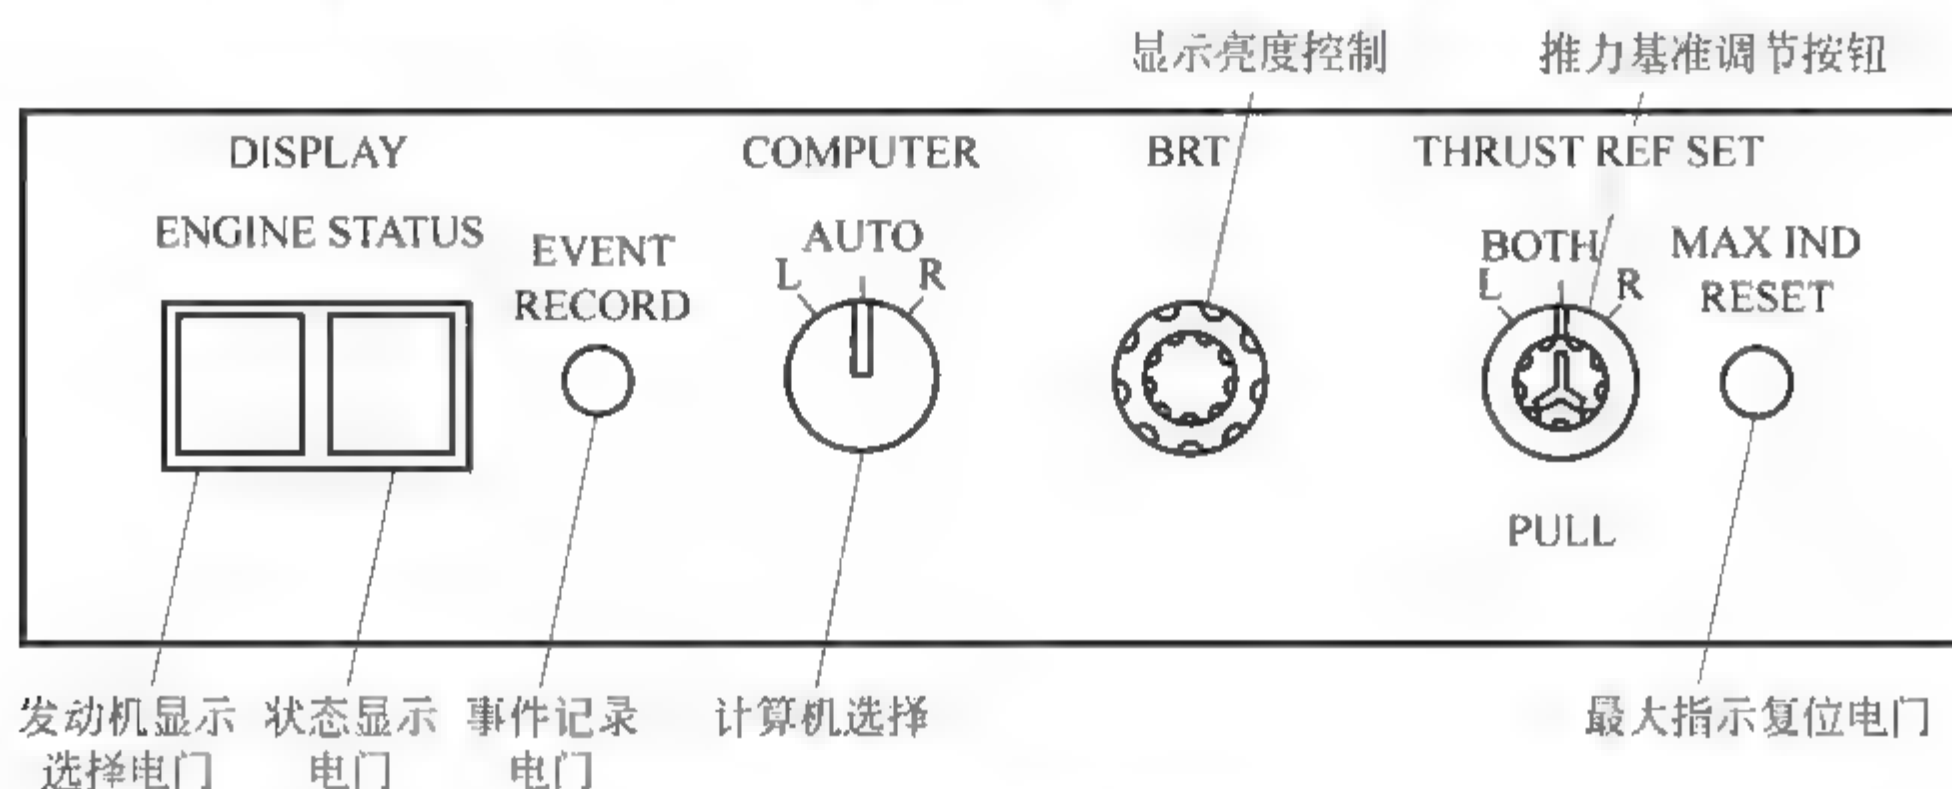 显示亮度控制
推力基准调节按钮
DISPLAY
COMPUTER
BRT
THRUST REF SET
ENGINE STATUS
EVENT
RECORD
AUTO
L
R
BOTH
L
R
MAX IND
RESET
PULL
发动机显示
选择电门
状态显示
电门
事件记录
电门
计算机选择
最大指示复位电门